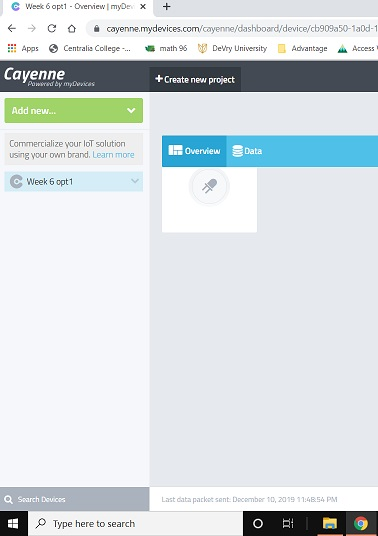 Week 6 opt1 - Overview | myDev
cayenne.mydevices.com/cayenne/dashboard/device/cb909a50-1a0d-1
Apps Centralia College -... math 96 DeVry University Advantage Access
Cayenne
Powered by myDevices
+Create new project
Add new...
Commercialize your IoT solution
using your own brand. Learn more
Overview Data
Week 6 opt1
Search Devices
Last data packet sent: December 10, 2019 11:48:54 PM
Type here to search